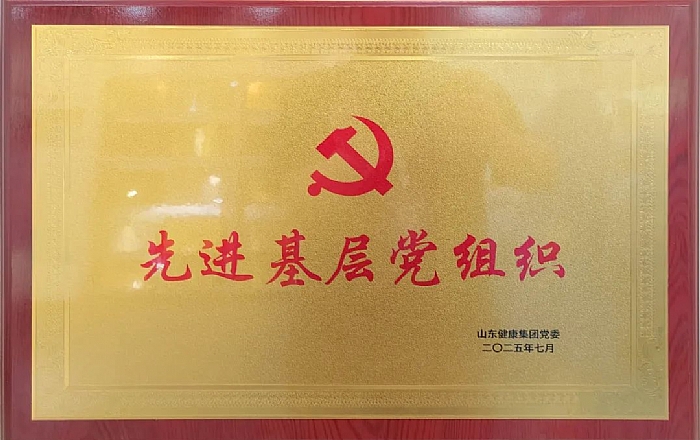 先进基层党组织
山东健康集团党委
二〇二五年七月